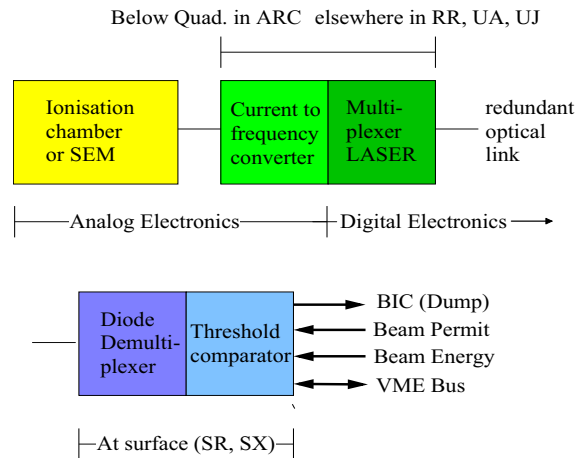 Below Quad. in ARC elsewhere in RR, UA, UJ
Ionisation
chamber
or SEM
Current to
frequency
converter
Multi-
plexer
LASER
redundant
optical
link
Analog Electronics
Digital Electronics
Diode
Demulti-
plexer
Threshold
comparator
BIC (Dump)
Beam Permit
Beam Energy
VME Bus
At surface (SR, SX)